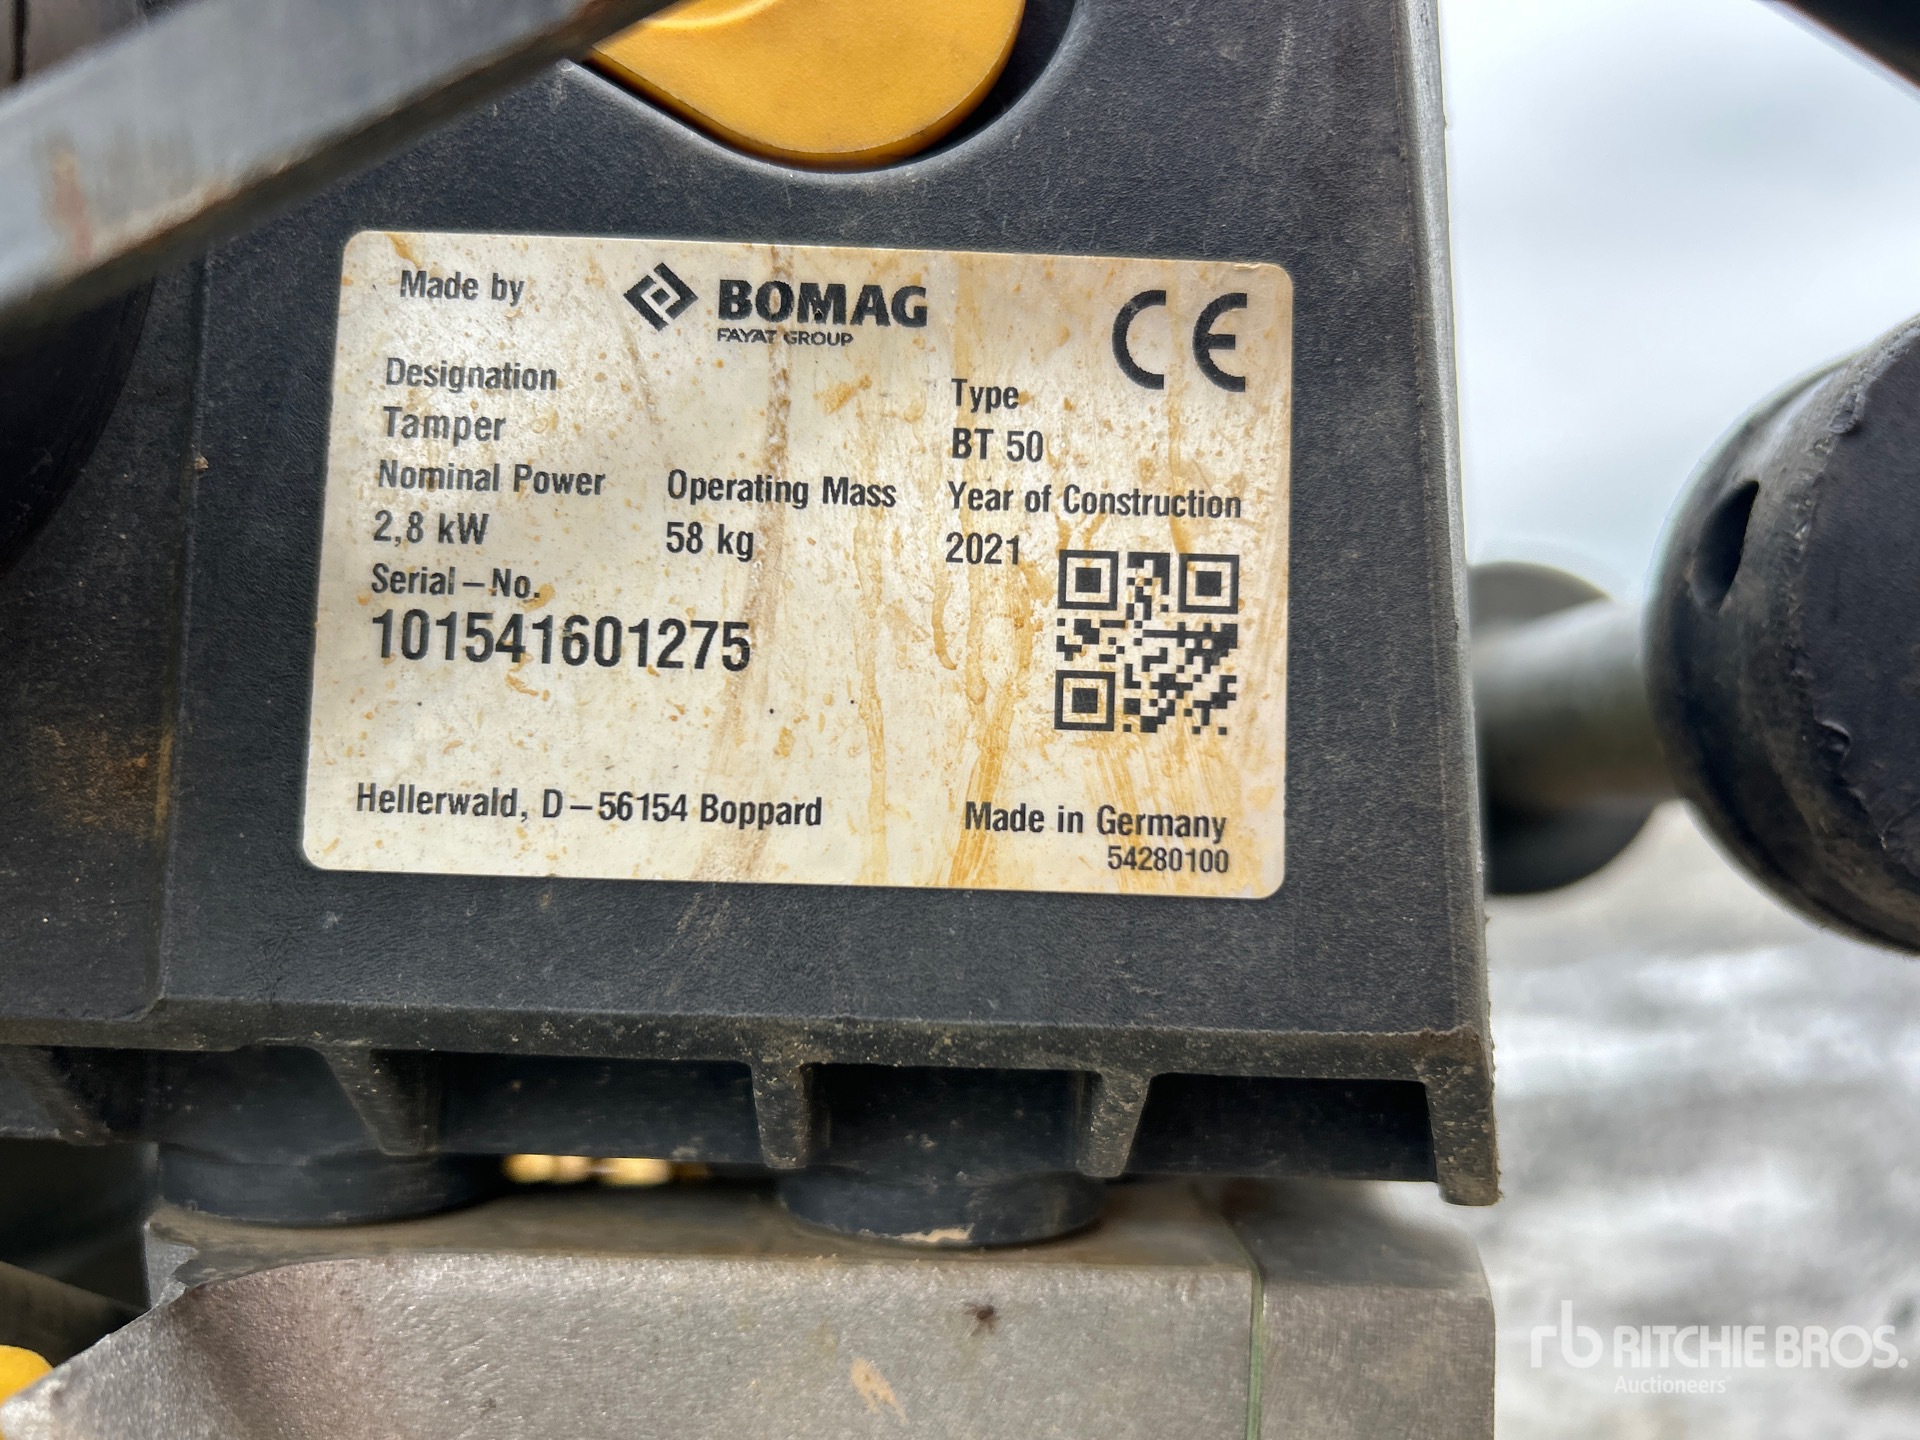 Made by
BOMAG
FAYAT GROUP
CE
Designation
Tamper
Type
BT 50
Nominal Power
2,8 kW
Operating Mass
58 kg
Year of Construction
2021
Serial-No.
101541601275
Hellerwald, D-56154 Boppard
Made in Germany
54280100
rb RITCHIE BROS.
Auctioneers